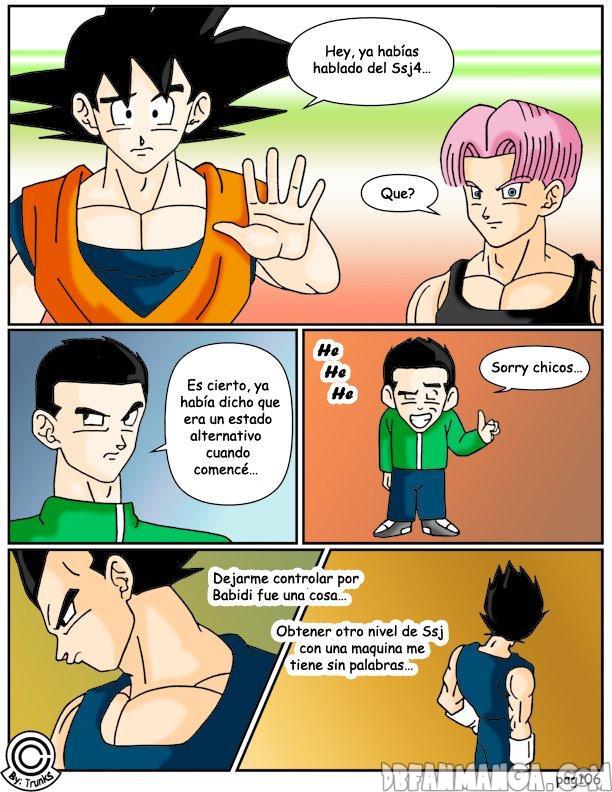 Hey, ya habías
hablado del Ssj4...
Que?
Es cierto, ya
había dicho que
era un estado
alternativo
cuando
comencé...
He
He
He
Sorry chicos...
Dejarme controlar por
Babidi fue una cosa...
Obtener otro nivel de Ssj
con una maquina me
tiene sin palabras...
C
By: Trunks
pag106
DBFANMANGA.COM